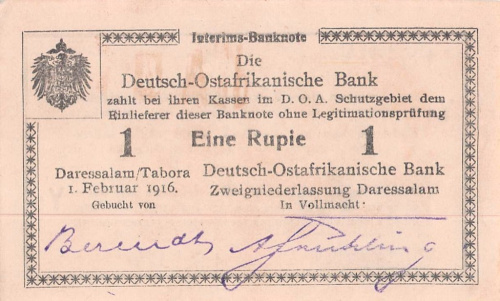 Interims-Banknote
Die
Deutsch-Ostafrikanische Bank
zahlt bei ihren Kassen im D. O. A. Schutzgebiet dem
Einlieferer dieser Banknote ohne Legitimationsprüfung
1 Eine Rupie 1
Daressalam/Tabora
1. Februar 1916.
Gebucht von
Deutsch-Ostafrikanische Bank
Zweigniederlassung Daressalam
In Vollmacht:
Berendt